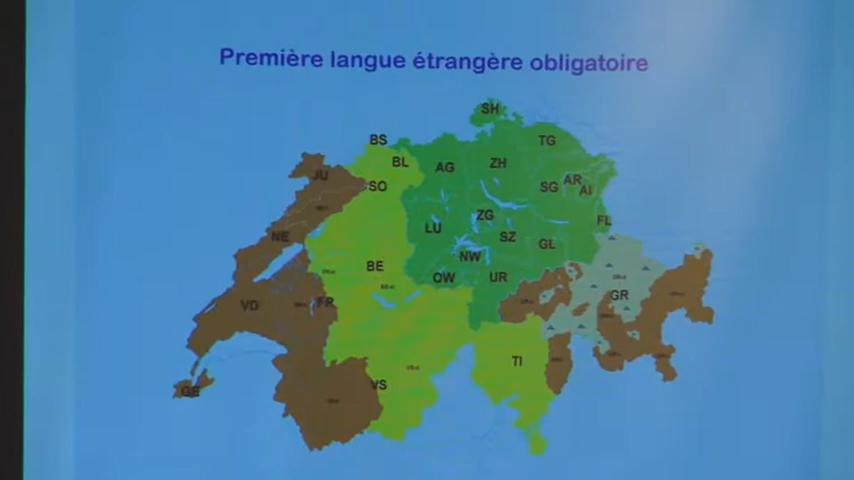 Première langue étrangère obligatoire
SH
BS
TG
BL
AG
ZH
JU
SO
SG
AR
AI
ZG
FL
LU
NE
SZ
GL
NW
BE
OW
UR
GR
VD
FR
TI
VS
GE